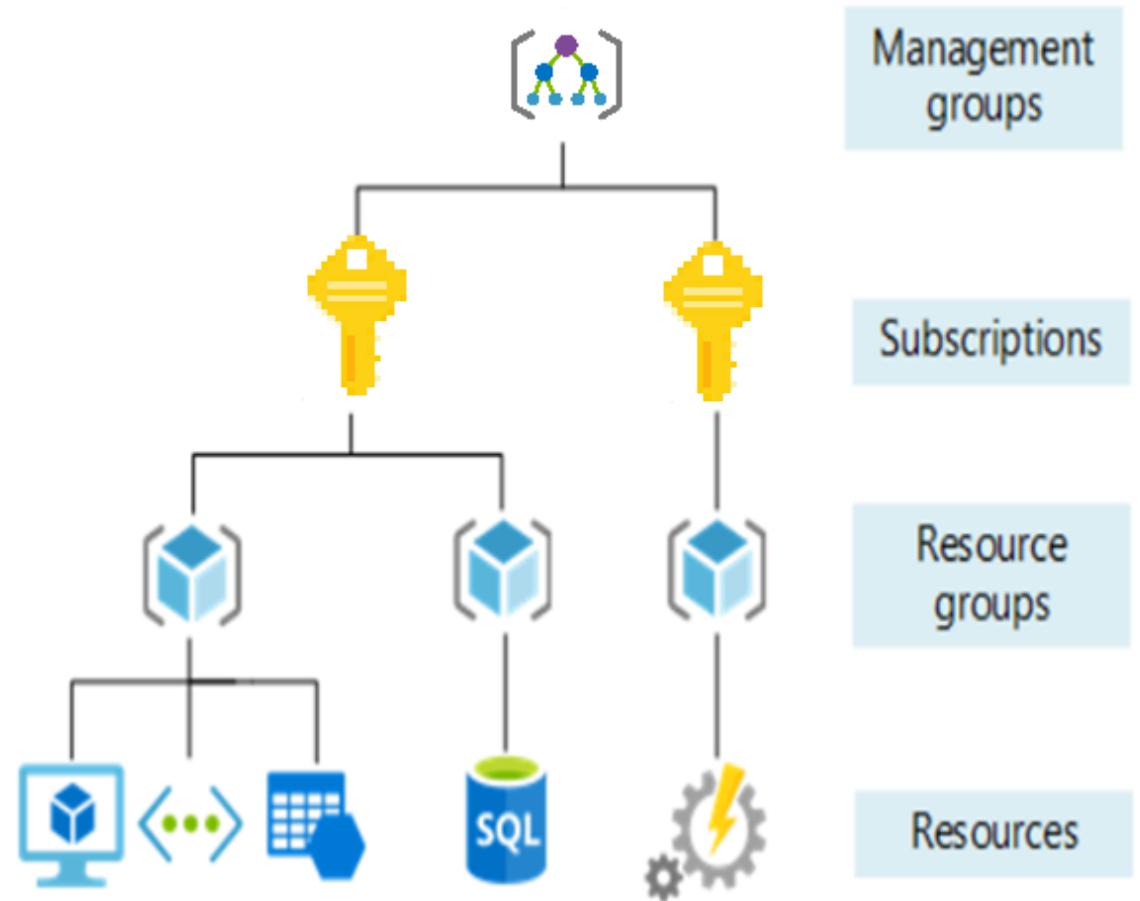 Management
groups
Subscriptions
Resource
groups
SQL
Resources